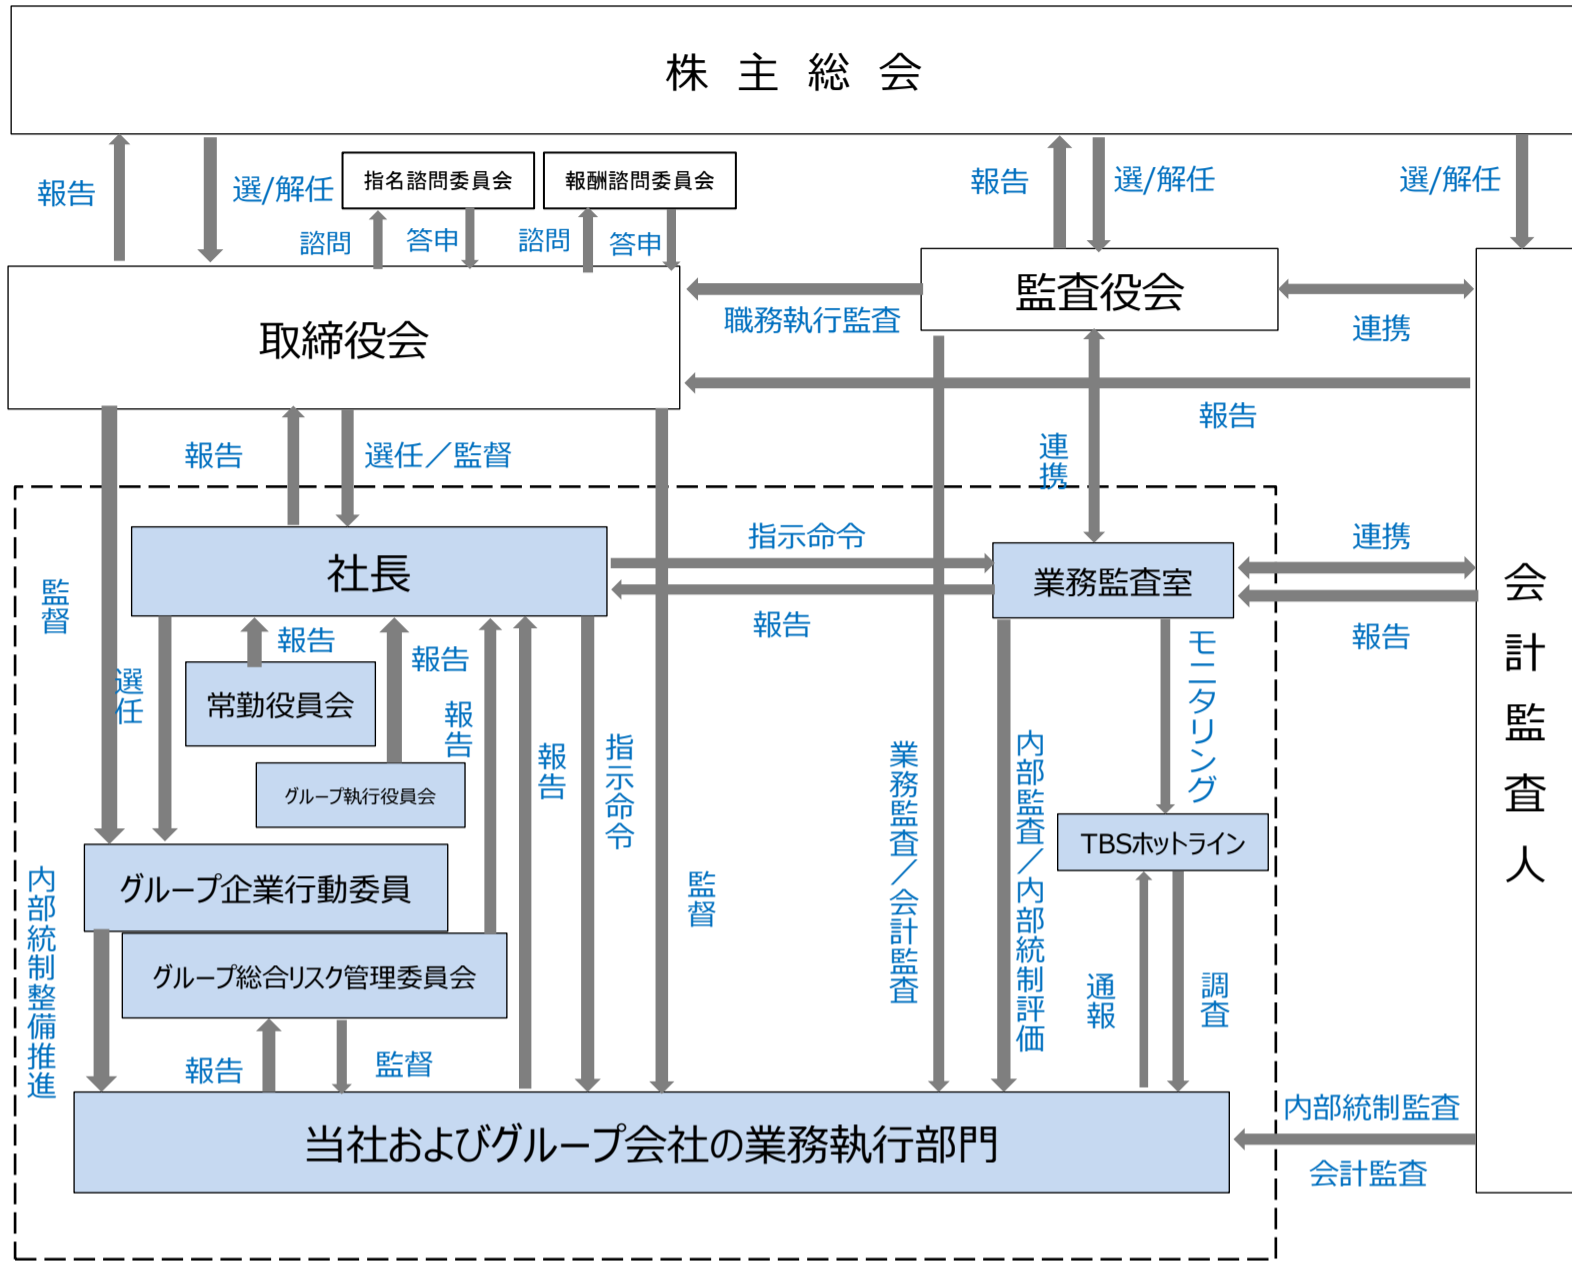 株主総会
報告
選/解任
指名諮問委員会
報酬諮問委員会
報告
選/解任
選/解任
諮問
答申
諮問
答申
取締役会
監査役会
職務執行監査
連携
報告
報告
選任／監督
連携
社長
指示命令
業務監査室
連携
報告
報告
会計監査人
監督
選任
報告
常勤役員会
報告
グループ執行役員会
報告
報告
指示命令
監督
業務監査／会計監査
内部監査／内部統制評価
モニタリング
TBSホットライン
グループ企業行動委員
グループ総合リスク管理委員会
内部統制整備推進
報告
監督
通報
調査
当社およびグループ会社の業務執行部門
内部統制監査
会計監査